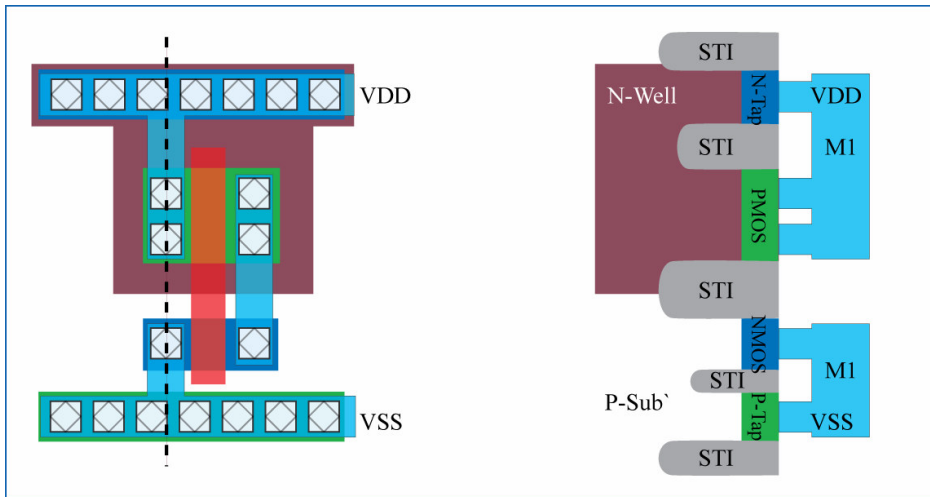 VDD
VSS
STI
N-Well
N-Tap
VDD
STI
M1
PMOS
STI
NMOS
M1
STI
P-Sub`
P-Tap
VSS
STI